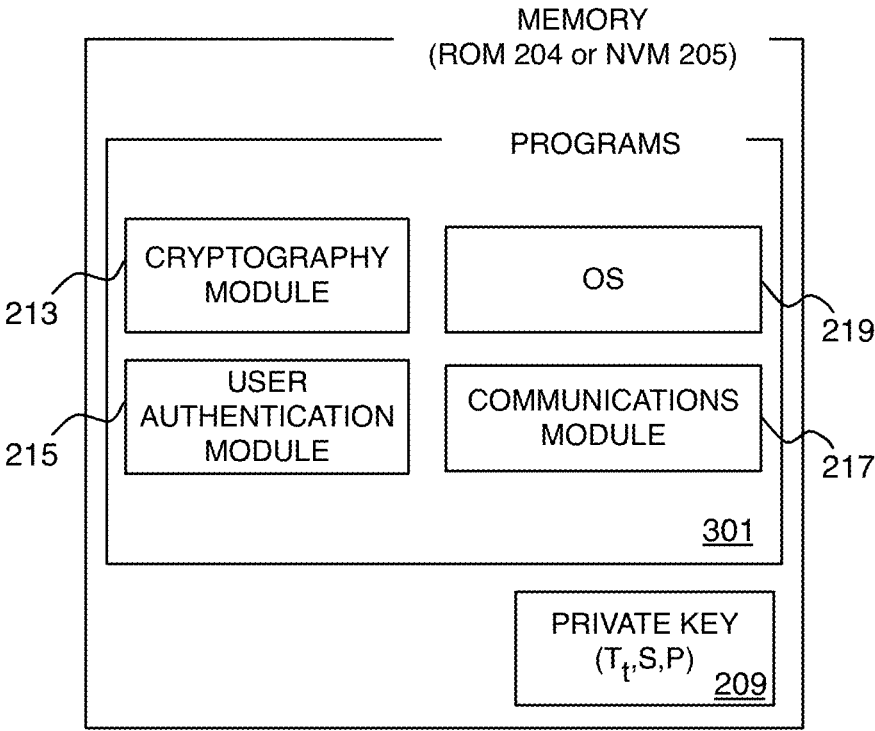 MEMORY
(ROM 204 or NVM 205)
PROGRAMS
CRYPTOGRAPHY
MODULE
213
OS
219
USER
AUTHENTICATION
MODULE
215
COMMUNICATIONS
MODULE
217
301
PRIVATE KEY
(Tt,S,P)
209